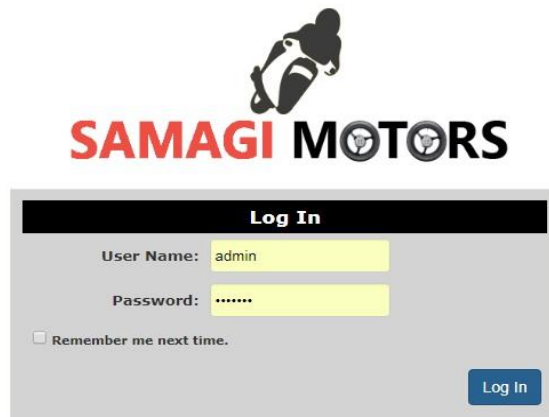 SAMAGI MOTORS
Log In
User Name: admin
Password: •••••••
Remember me next time.
Log In